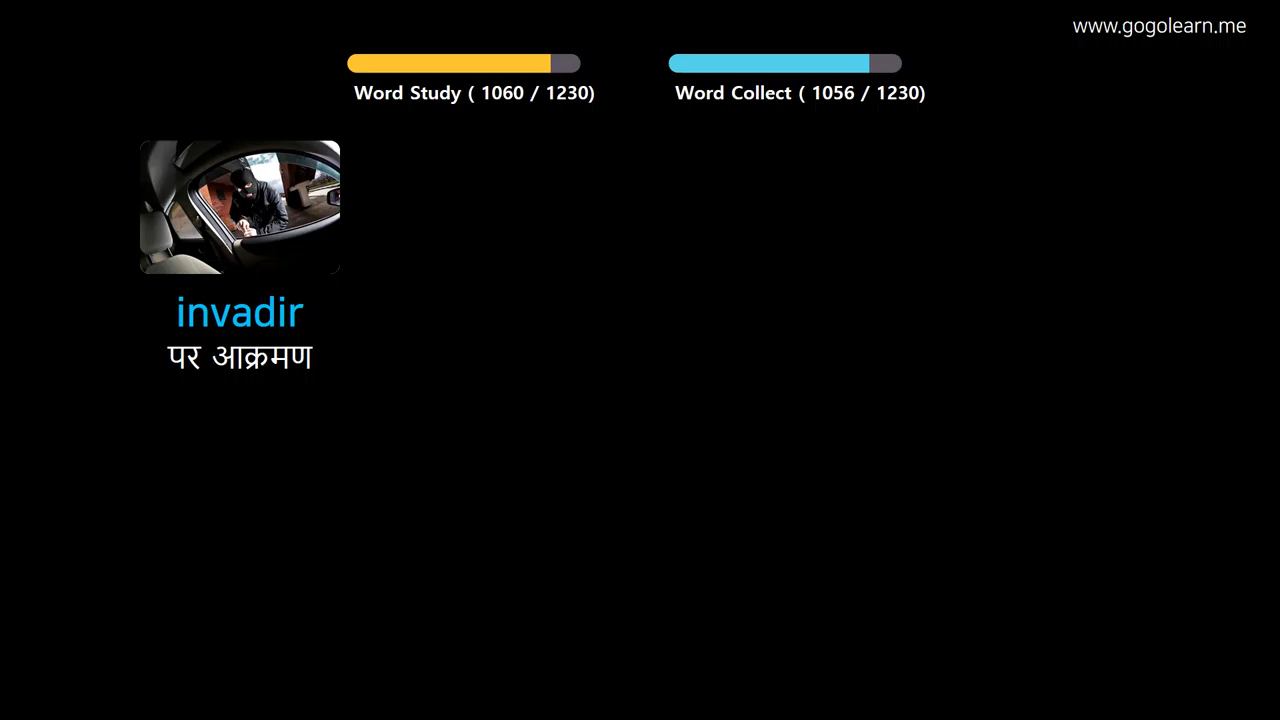 www.gogolearn.me
Word Study ( 1060 / 1230)
Word Collect ( 1056 / 1230)
invadir
पर आक्रमण